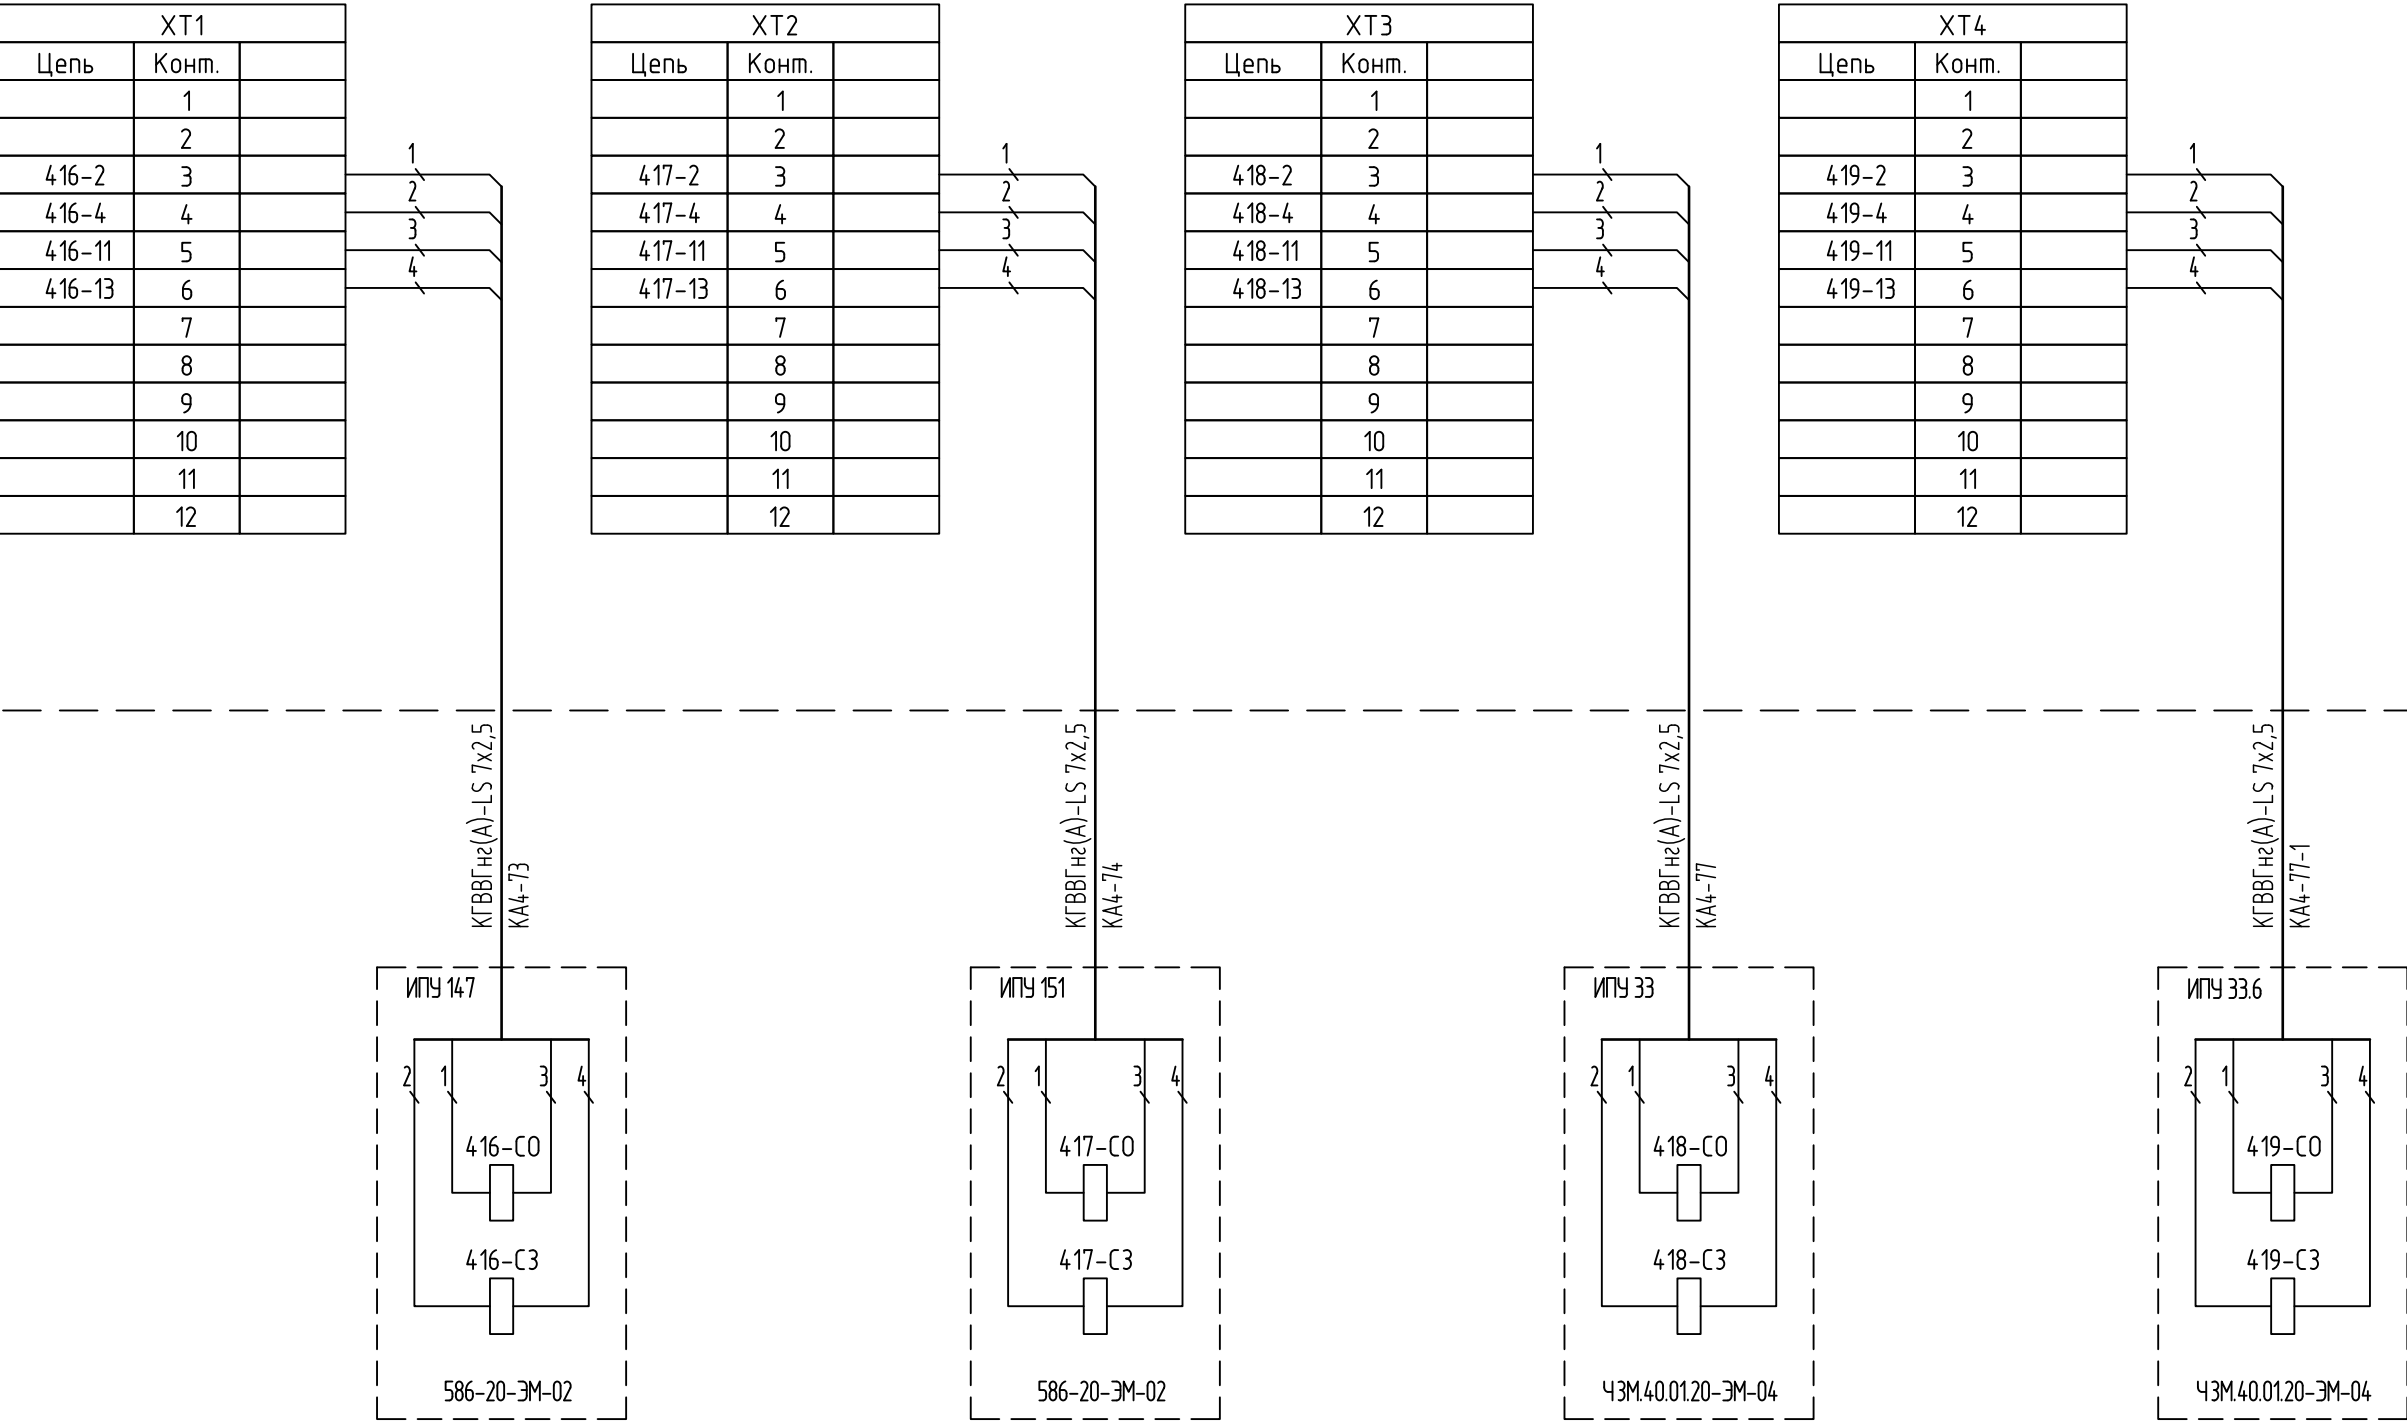 XT1
Цепь Конт.
1
2
416-2 3
416-4 4
416-11 5
416-13 6
7
8
9
10
11
12
1
2
3
4
XT2
Цепь Конт.
1
2
417-2 3
417-4 4
417-11 5
417-13 6
7
8
9
10
11
12
1
2
3
4
XT3
Цепь Конт.
1
2
418-2 3
418-4 4
418-11 5
418-13 6
7
8
9
10
11
12
1
2
3
4
XT4
Цепь Конт.
1
2
419-2 3
419-4 4
419-11 5
419-13 6
7
8
9
10
11
12
1
2
3
4
КГВВГнг(А)-LS 7х2,5
КА4-73
КГВВГнг(А)-LS 7х2,5
КА4-74
КГВВГнг(А)-LS 7х2,5
КА4-77
КГВВГнг(А)-LS 7х2,5
КА4-77-1
ИПУ 147
2 1 3 4
416-СО
416-СЗ
586-20-ЭМ-02
ИПУ 151
2 1 3 4
417-СО
417-СЗ
586-20-ЭМ-02
ИПУ 33
2 1 3 4
418-СО
418-СЗ
ЧЗМ.40.01.20-ЭМ-04
ИПУ 33.6
2 1 3 4
419-СО
419-СЗ
ЧЗМ.40.01.20-ЭМ-04